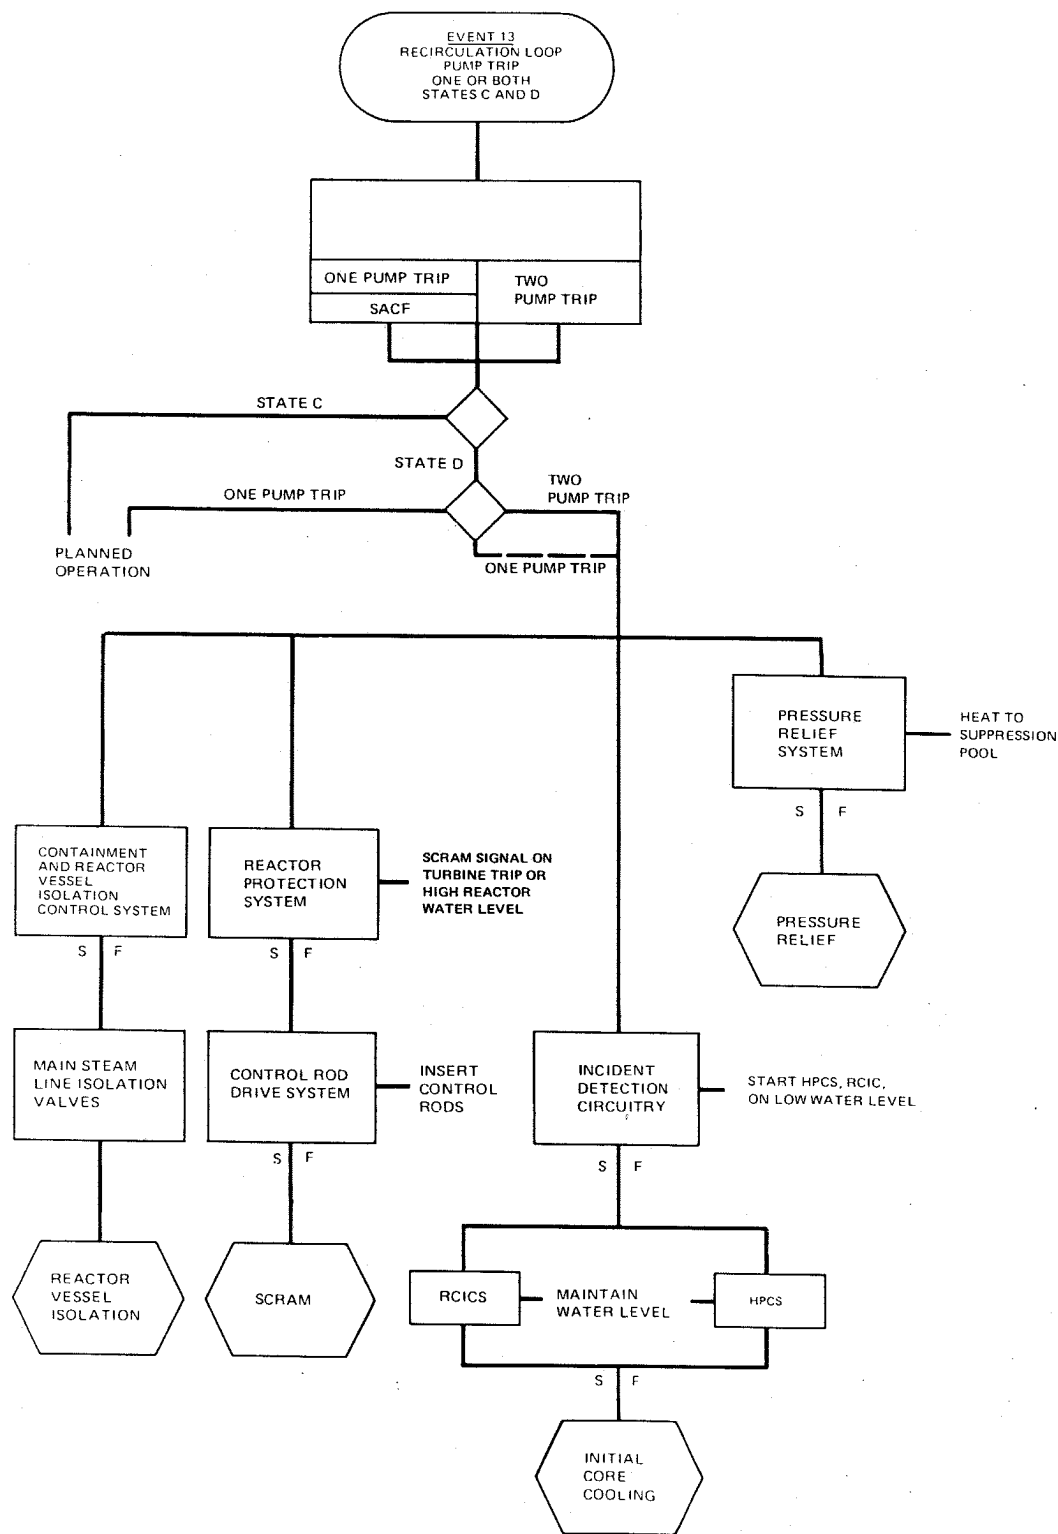 EVENT 13
RECIRCULATION LOOP
PUMP TRIP
ONE OR BOTH
STATES C AND D
ONE PUMP TRIP
SACF
TWO
PUMP TRIP
STATE C
STATE D
ONE PUMP TRIP
TWO
PUMP TRIP
ONE PUMP TRIP
PLANNED
OPERATION
PRESSURE
RELIEF
SYSTEM
HEAT TO
SUPPRESSION
POOL
S F
PRESSURE
RELIEF
CONTAINMENT
AND REACTOR
VESSEL
ISOLATION
CONTROL SYSTEM
S F
REACTOR
PROTECTION
SYSTEM
SCRAM SIGNAL ON
TURBINE TRIP OR
HIGH REACTOR
WATER LEVEL
S F
MAIN STEAM
LINE ISOLATION
VALVES
CONTROL ROD
DRIVE SYSTEM
INSERT
CONTROL
RODS
S F
INCIDENT
DETECTION
CIRCUITRY
START HPCS, RCIC,
ON LOW WATER LEVEL
S F
REACTOR
VESSEL
ISOLATION
SCRAM
RCICS
MAINTAIN
WATER LEVEL
HPCS
S F
INITIAL
CORE
COOLING